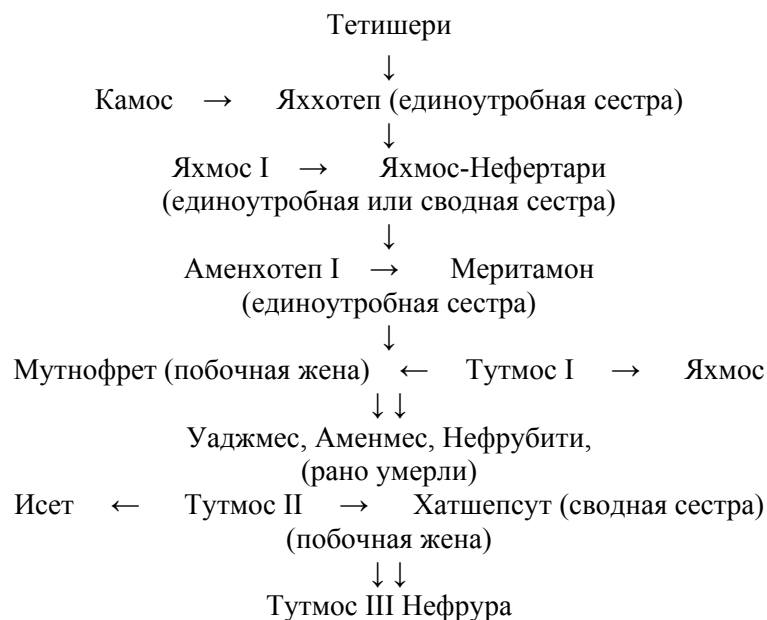 Тетишери
↓
Камос → Яххотеп (единоутробная сестра)
↓
Яхмос I → Яхмос-Нефертари
(единоутробная или сводная сестра)
↓
Аменхотеп I → Меритамон
(единоутробная сестра)
↓
Мутнофрет (побочная жена) ← Тутмос I → Яхмос
↓ ↓
Уаджмес, Аменмес, Нефрубити,
(рано умерли)
Исет ← Тутмос II → Хатшепсут (сводная сестра)
(побочная жена)
↓ ↓
Тутмос III Нефрура